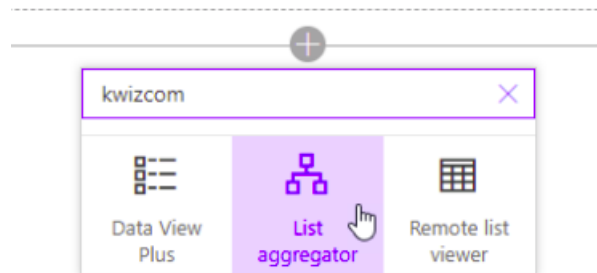 kwizcom
Data View
Plus
List
aggregator
Remote list
viewer